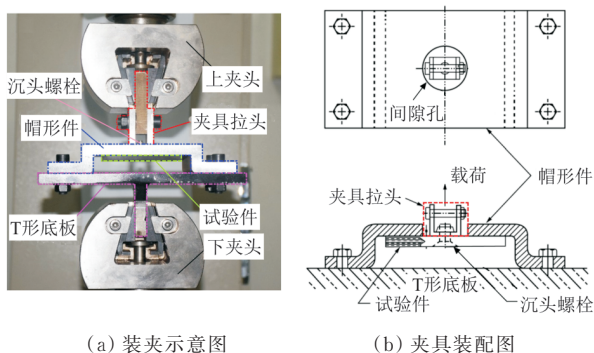 上夹头
沉头螺栓
夹具拉头
帽形件
试验件
T形底板
下夹头
(a) 装夹示意图
间隙孔
载荷
夹具拉头
帽形件
T形底板
试验件
沉头螺栓
(b) 夹具装配图